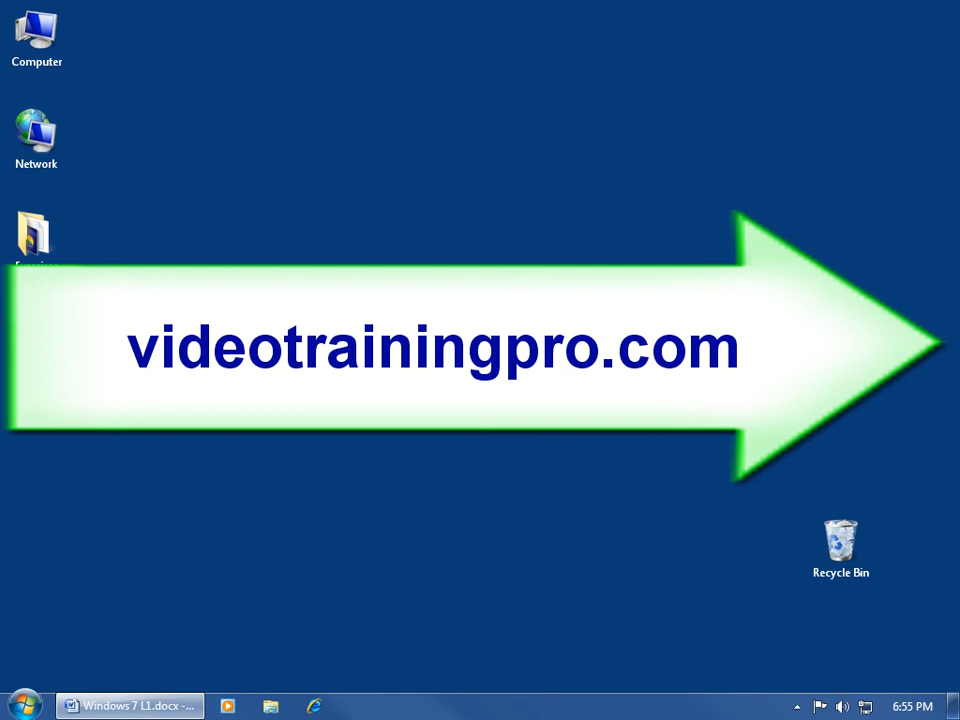 Computer
Network
videotrainingpro.com
Recycle Bin
Windows 7 L1.docx -...
6:55 PM